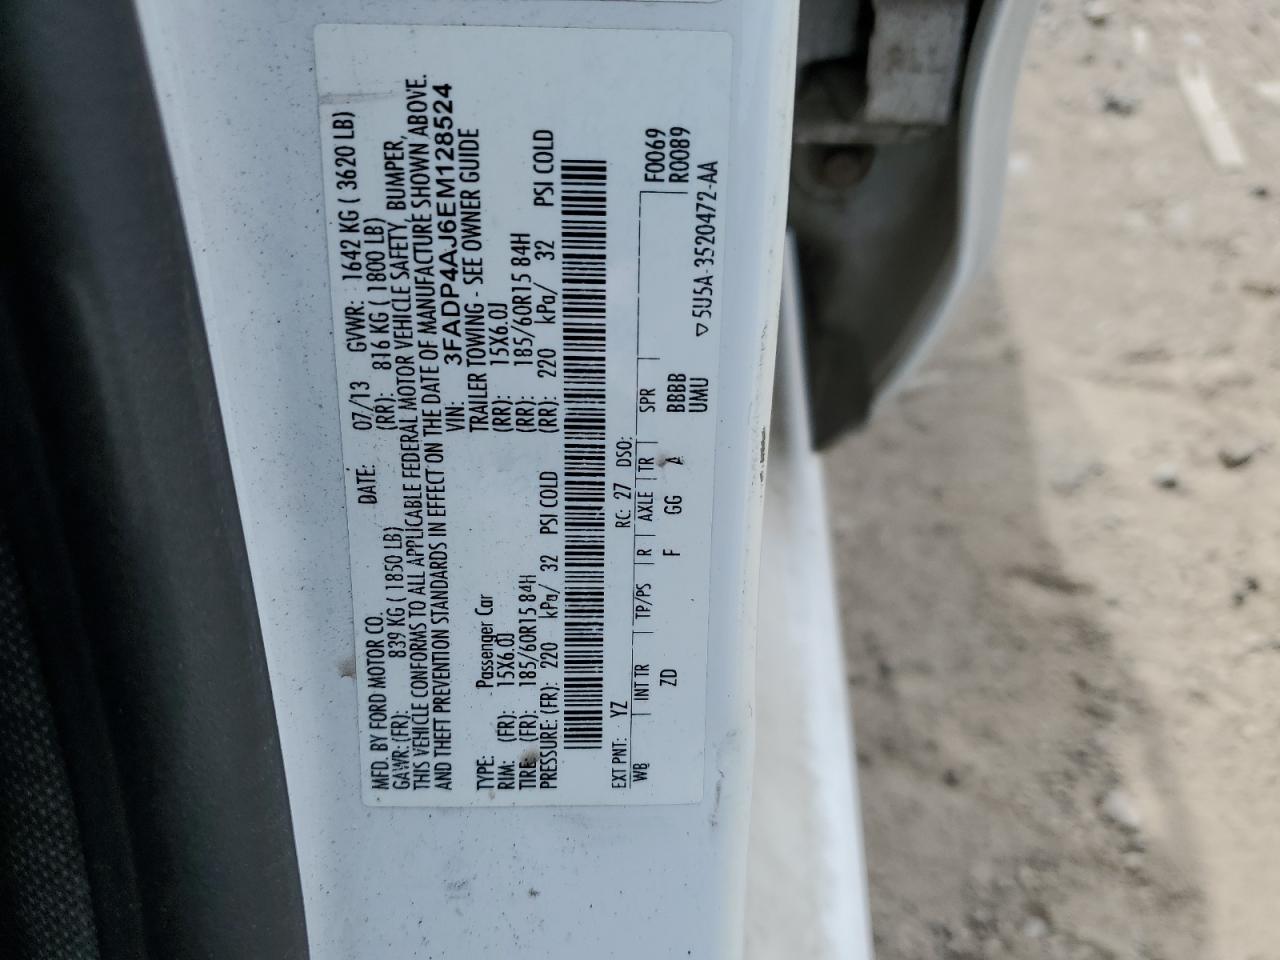 MFD. BY FORD MOTOR CO. DATE: 07/13 GVWR: 1642 KG ( 3620 LB)
GAWR: (FR): 839 KG ( 1850 LB) (RR): 816 KG ( 1800 LB)
THIS VEHICLE CONFORMS TO ALL APPLICABLE FEDERAL MOTOR VEHICLE SAFETY, BUMPER,
AND THEFT PREVENTION STANDARDS IN EFFECT ON THE DATE OF MANUFACTURE SHOWN ABOVE.
VIN: 3FADP4AJ6EM128524
TYPE: Passenger Car TRAILER TOWING - SEE OWNER GUIDE
RIM: (FR): 15X6.0J (RR): 15X6.0J
TIRE: (FR): 185/60R15 84H (RR): 185/60R15 84H
PRESSURE: (FR): 220 kPa/ 32 PSI COLD (RR): 220 kPa/ 32 PSI COLD
EXT PNT: YZ RC: 27 DSO: F0069
WB INT TR TP/PS R AXLE TR SPR R0089
ZD F GG A BBBB
UMU ▽5U5A-3520472-AA